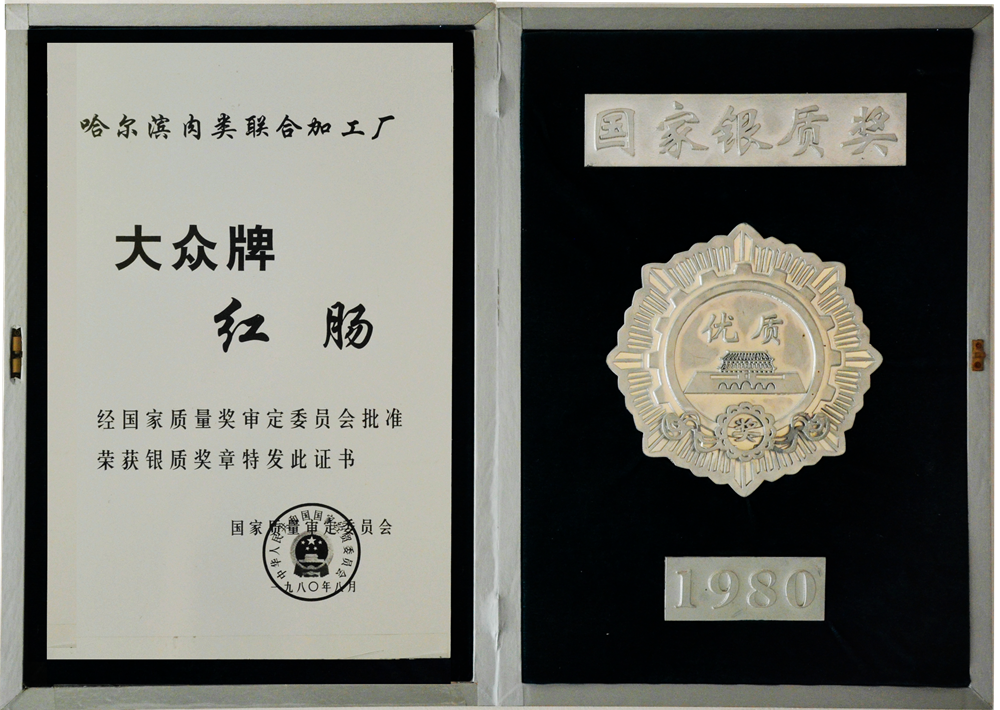 哈尔滨肉类联合加工厂
大众牌
红肠
经国家质量奖审定委员会批准
荣获银质奖章特发此证书
国家质量审定委员会
一九八〇年八月
国家银质奖
优质
奖
1980